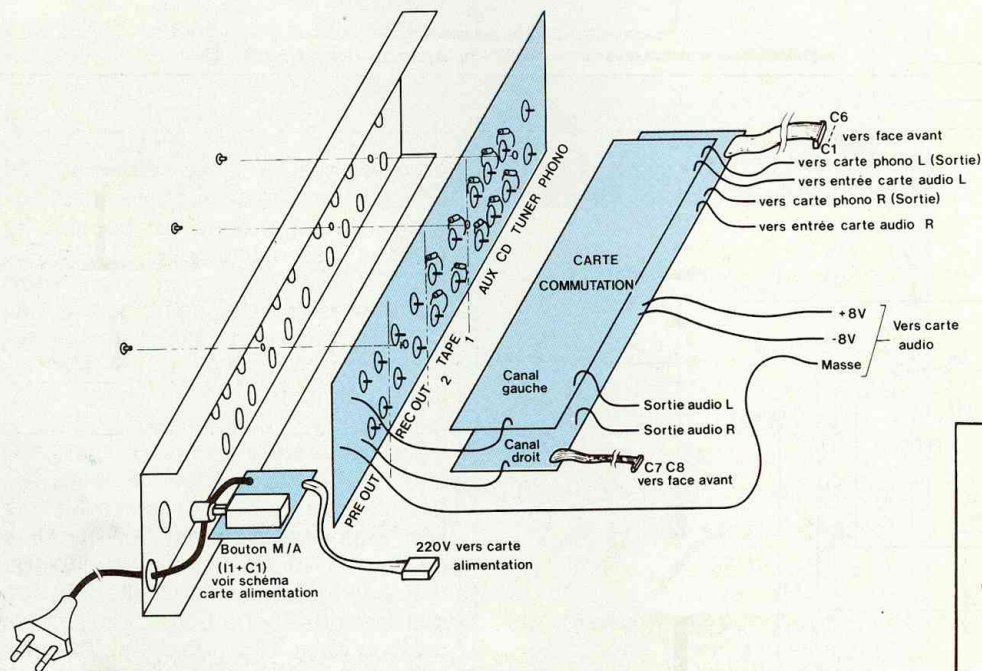 C6
C1
vers face avant
vers carte phono L (Sortie)
vers entrée carte audio L
vers carte phono R (Sortie)
vers entrée carte audio R
CARTE
COMMUTATION
+8V
-8V
Masse
Vers carte
audio
Canal
gauche
Canal
droit
Sortie audio L
Sortie audio R
C7 C8
vers face avant
PRE OUT
REC OUT
2 TAPE 1
AUX CD TUNER PHONO
Bouton M/A
(I1+C1)
voir schéma
carte alimentation
220V vers carte
alimentation